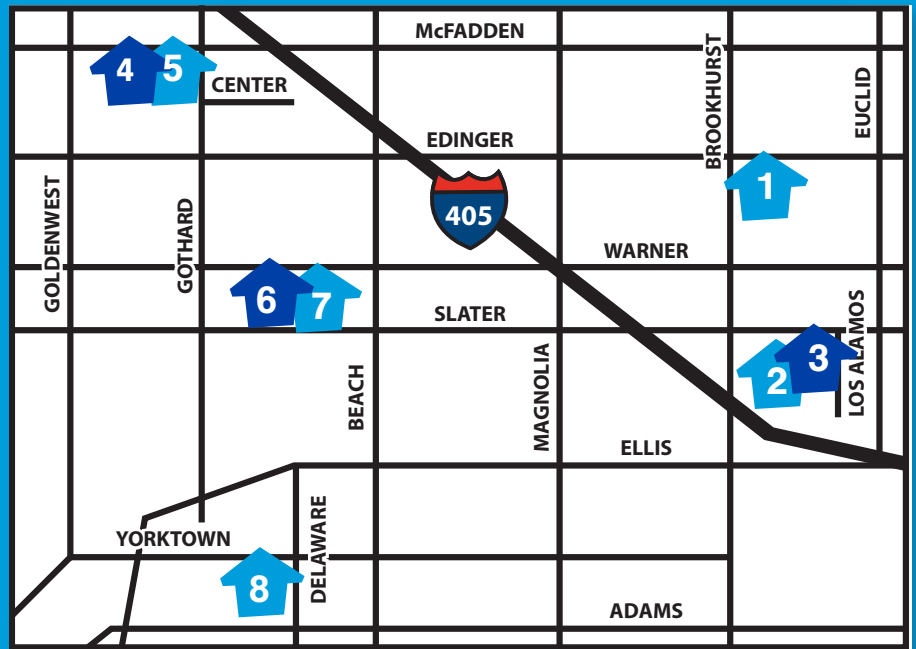 McFADDEN
4
5
CENTER
BROOKHURST
EUCLID
EDINGER
1
GOLDENWEST
GOTHARD
405
WARNER
6
7
SLATER
2
3
LOS ALAMOS
BEACH
MAGNOLIA
ELLIS
YORKTOWN
DELAWARE
8
ADAMS